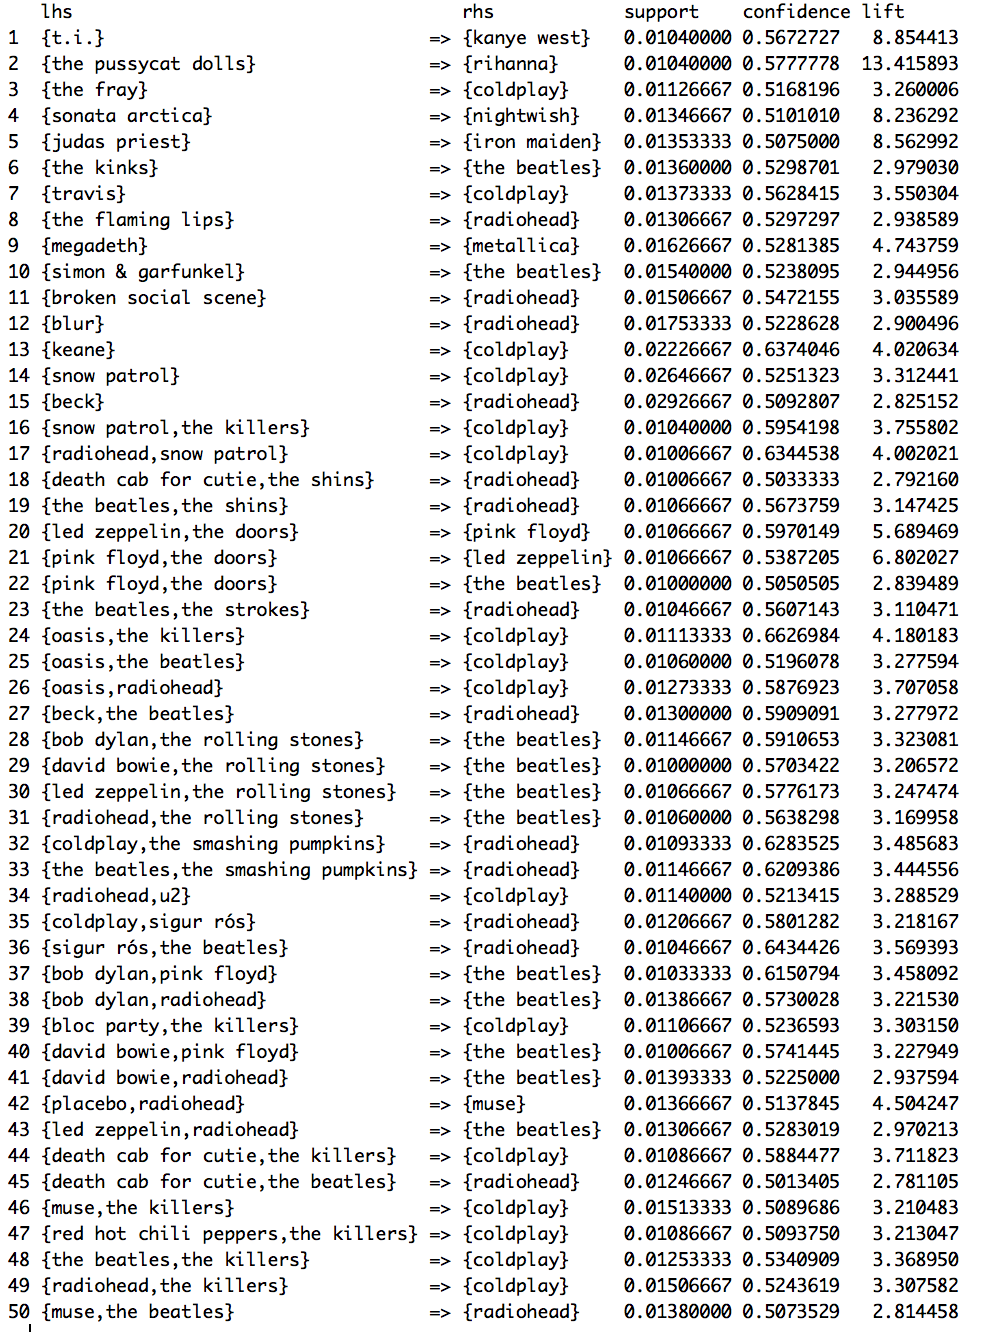 lhs rhs support confidence lift
1 {t.i.} => {kanye west} 0.01040000 0.5672727 8.854413
2 {the pussycat dolls} => {rihanna} 0.01040000 0.5777778 13.415893
3 {the fray} => {coldplay} 0.01126667 0.5168196 3.260006
4 {sonata arctica} => {nightwish} 0.01346667 0.5101010 8.236292
5 {judas priest} => {iron maiden} 0.01353333 0.5075000 8.562992
6 {the kinks} => {the beatles} 0.01360000 0.5298701 2.979030
7 {travis} => {coldplay} 0.01373333 0.5628415 3.550304
8 {the flaming lips} => {radiohead} 0.01306667 0.5297297 2.938589
9 {megadeth} => {metallica} 0.01626667 0.5281385 4.743759
10 {simon & garfunkel} => {the beatles} 0.01540000 0.5238095 2.944956
11 {broken social scene} => {radiohead} 0.01506667 0.5472155 3.035589
12 {blur} => {radiohead} 0.01753333 0.5228628 2.900496
13 {keane} => {coldplay} 0.02226667 0.6374046 4.020634
14 {snow patrol} => {coldplay} 0.02646667 0.5251323 3.312441
15 {beck} => {radiohead} 0.02926667 0.5092807 2.825152
16 {snow patrol,the killers} => {coldplay} 0.01040000 0.5954198 3.755802
17 {radiohead,snow patrol} => {coldplay} 0.01006667 0.6344538 4.002021
18 {death cab for cutie,the shins} => {radiohead} 0.01006667 0.5033333 2.792160
19 {the beatles,the shins} => {radiohead} 0.01066667 0.5673759 3.147425
20 {led zeppelin,the doors} => {pink floyd} 0.01066667 0.5970149 5.689469
21 {pink floyd,the doors} => {led zeppelin} 0.01066667 0.5387205 6.802027
22 {pink floyd,the doors} => {the beatles} 0.01000000 0.5050505 2.839489
23 {the beatles,the strokes} => {radiohead} 0.01046667 0.5607143 3.110471
24 {oasis,the killers} => {coldplay} 0.01113333 0.6626984 4.180183
25 {oasis,the beatles} => {coldplay} 0.01060000 0.5196078 3.277594
26 {oasis,radiohead} => {coldplay} 0.01273333 0.5876923 3.707058
27 {beck,the beatles} => {radiohead} 0.01300000 0.5909091 3.277972
28 {bob dylan,the rolling stones} => {the beatles} 0.01146667 0.5910653 3.323081
29 {david bowie,the rolling stones} => {the beatles} 0.01000000 0.5703422 3.206572
30 {led zeppelin,the rolling stones} => {the beatles} 0.01066667 0.5776173 3.247474
31 {radiohead,the rolling stones} => {the beatles} 0.01060000 0.5638298 3.169958
32 {coldplay,the smashing pumpkins} => {radiohead} 0.01093333 0.6283525 3.485683
33 {the beatles,the smashing pumpkins} => {radiohead} 0.01146667 0.6209386 3.444556
34 {radiohead,u2} => {coldplay} 0.01140000 0.5213415 3.288529
35 {coldplay,sigur rós} => {radiohead} 0.01206667 0.5801282 3.218167
36 {sigur rós,the beatles} => {radiohead} 0.01046667 0.6434426 3.569393
37 {bob dylan,pink floyd} => {the beatles} 0.01033333 0.6150794 3.458092
38 {bob dylan,radiohead} => {the beatles} 0.01386667 0.5730028 3.221530
39 {bloc party,the killers} => {coldplay} 0.01106667 0.5236593 3.303150
40 {david bowie,pink floyd} => {the beatles} 0.01006667 0.5741445 3.227949
41 {david bowie,radiohead} => {the beatles} 0.01393333 0.5225000 2.937594
42 {placebo,radiohead} => {muse} 0.01366667 0.5137845 4.504247
43 {led zeppelin,radiohead} => {the beatles} 0.01306667 0.5283019 2.970213
44 {death cab for cutie,the killers} => {coldplay} 0.01086667 0.5884477 3.711823
45 {death cab for cutie,the beatles} => {radiohead} 0.01246667 0.5013405 2.781105
46 {muse,the killers} => {coldplay} 0.01513333 0.5089686 3.210483
47 {red hot chili peppers,the killers} => {coldplay} 0.01086667 0.5093750 3.213047
48 {the beatles,the killers} => {coldplay} 0.01253333 0.5340909 3.368950
49 {radiohead,the killers} => {coldplay} 0.01506667 0.5243619 3.307582
50 {muse,the beatles} => {radiohead} 0.01380000 0.5073529 2.814458